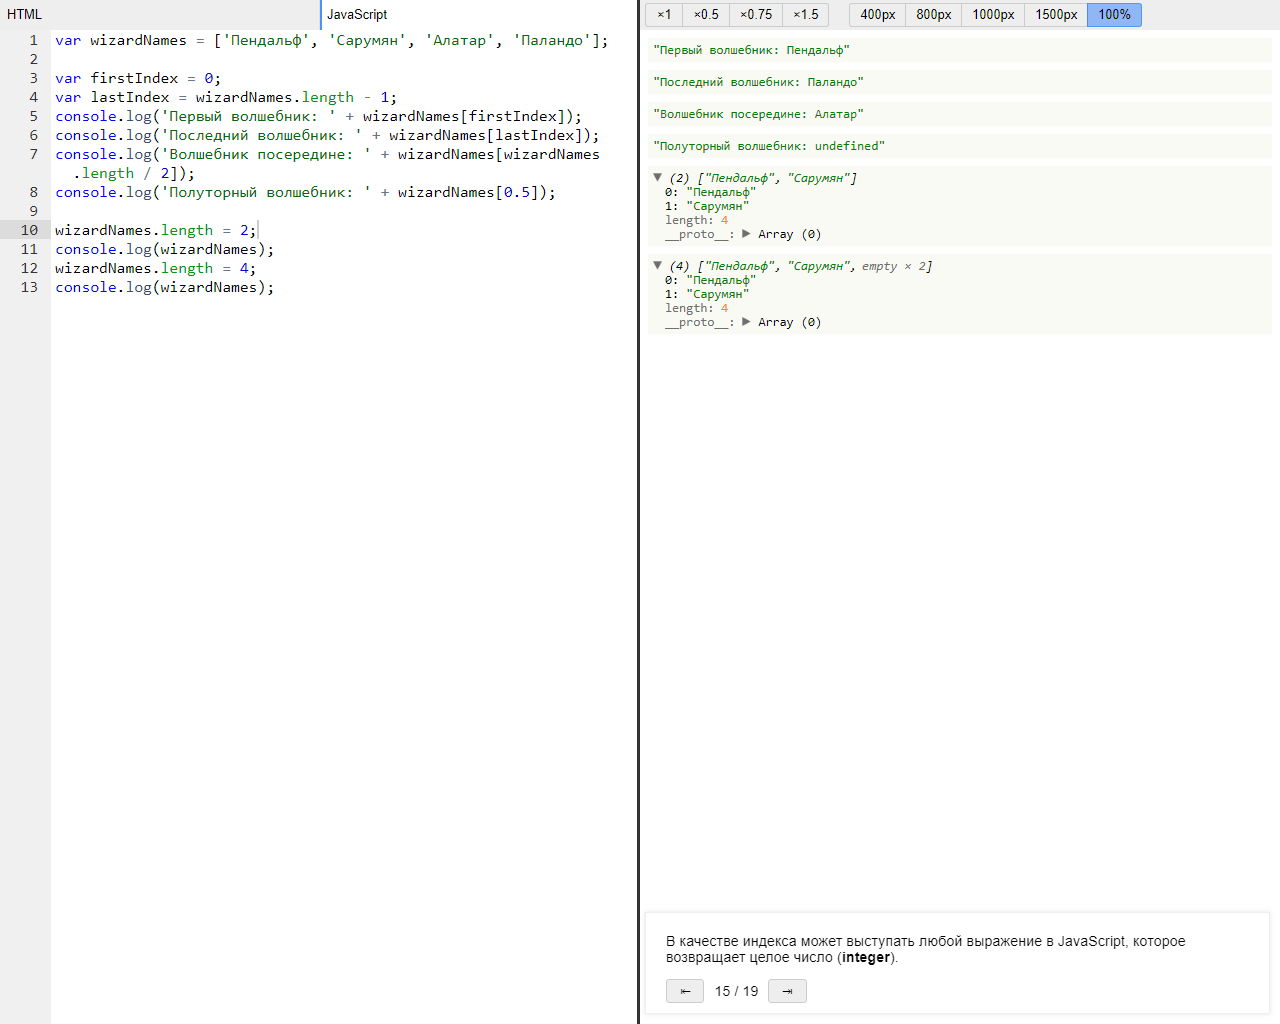 HTML
JavaScript
1 var wizardNames = ['Пендальф', 'Сарумян', 'Алатар', 'Паландо'];
2
3 var firstIndex = 0;
4 var lastIndex = wizardNames.length - 1;
5 console.log('Первый волшебник: ' + wizardNames[firstIndex]);
6 console.log('Последний волшебник: ' + wizardNames[lastIndex]);
7 console.log('Волшебник посередине: ' + wizardNames[wizardNames
.length / 2]);
8 console.log('Полуторный волшебник: ' + wizardNames[0.5]);
9
10 wizardNames.length = 2;
11 console.log(wizardNames);
12 wizardNames.length = 4;
13 console.log(wizardNames);
×1 ×0.5 ×0.75 ×1.5 400px 800px 1000px 1500px 100%
"Первый волшебник: Пендальф"
"Последний волшебник: Паландо"
"Волшебник посередине: Алатар"
"Полуторный волшебник: undefined"
▼ (2) ["Пендальф", "Сарумян"]
0: "Пендальф"
1: "Сарумян"
length: 4
__proto__: ▶ Array (0)
▼ (4) ["Пендальф", "Сарумян", empty × 2]
0: "Пендальф"
1: "Сарумян"
length: 4
__proto__: ▶ Array (0)
В качестве индекса может выступать любой выражение в JavaScript, которое
возвращает целое число (integer).
⇤ 15 / 19 ⇥